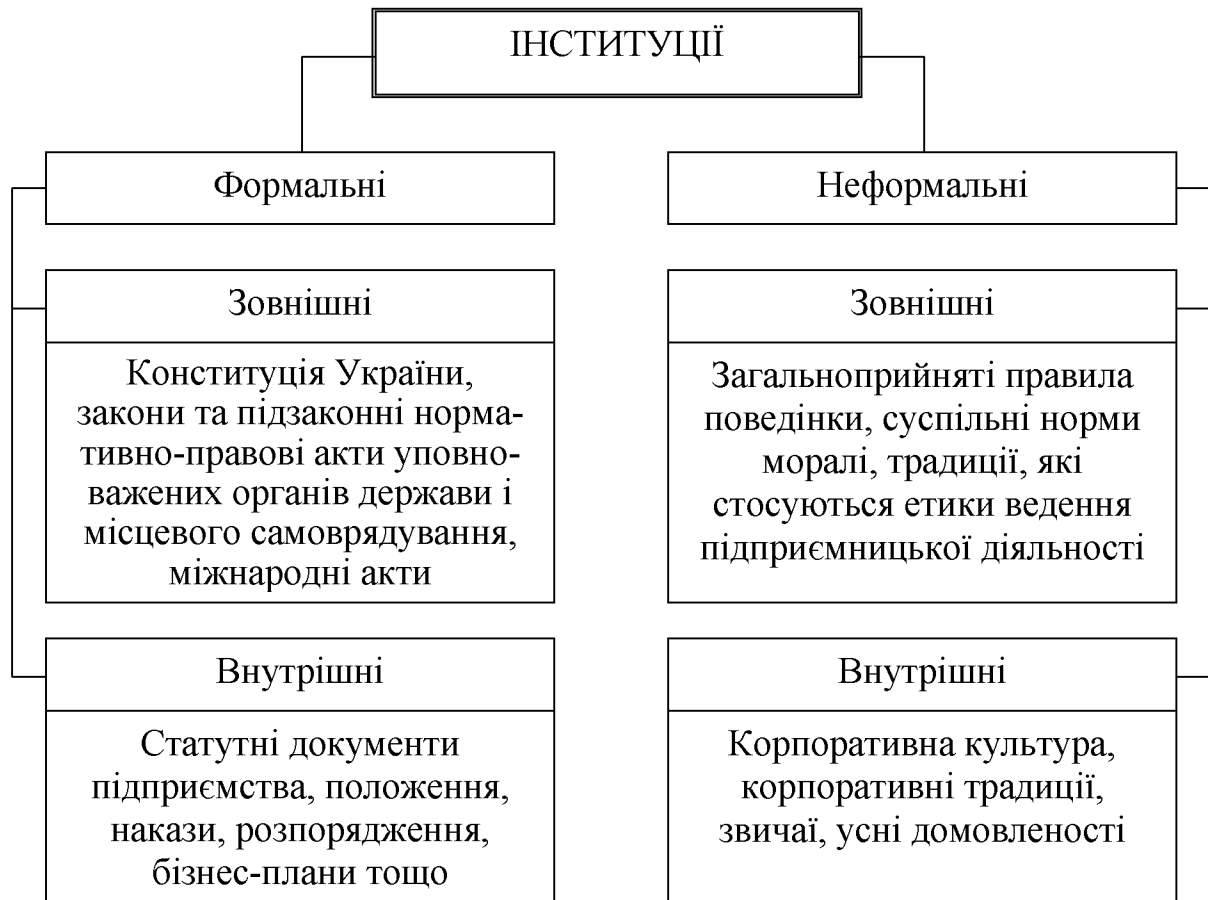 ІНСТИТУЦІЇ
Формальні
Неформальні
Зовнішні
Конституція України,
закони та підзаконні норма-
тивно-правові акти уповно-
важених органів держави і
місцевого самоврядування,
міжнародні акти
Зовнішні
Загальноприйняті правила
поведінки, суспільні норми
моралі, традиції, які
стосуються етики ведення
підприємницької діяльності
Внутрішні
Статутні документи
підприємства, положення,
накази, розпорядження,
бізнес-плани тощо
Внутрішні
Корпоративна культура,
корпоративні традиції,
звичаї, усні домовленості